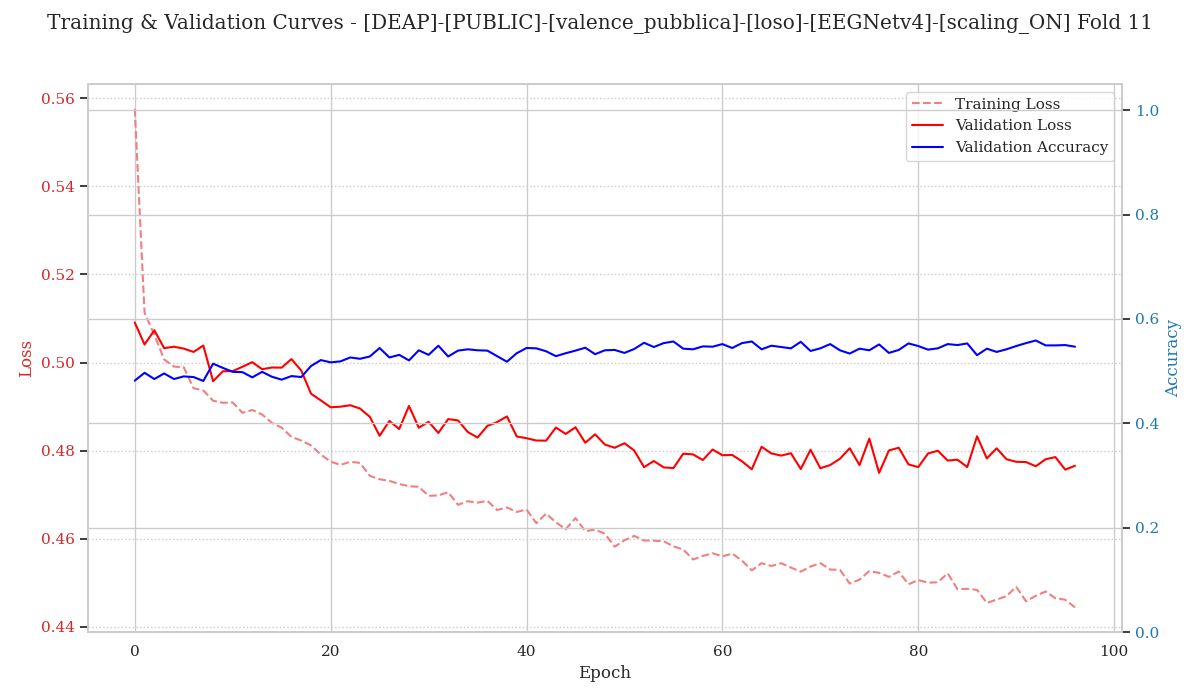 Training & Validation Curves - [DEAP]-[PUBLIC]-[valence_pubblica]-[loso]-[EEGNetv4]-[scaling_ON] Fold 11
Training Loss
Validation Loss
Validation Accuracy
Loss
0.56
0.54
0.52
0.50
0.48
0.46
0.44
Accuracy
1.0
0.8
0.6
0.4
0.2
0.0
0 20 40 60 80 100
Epoch